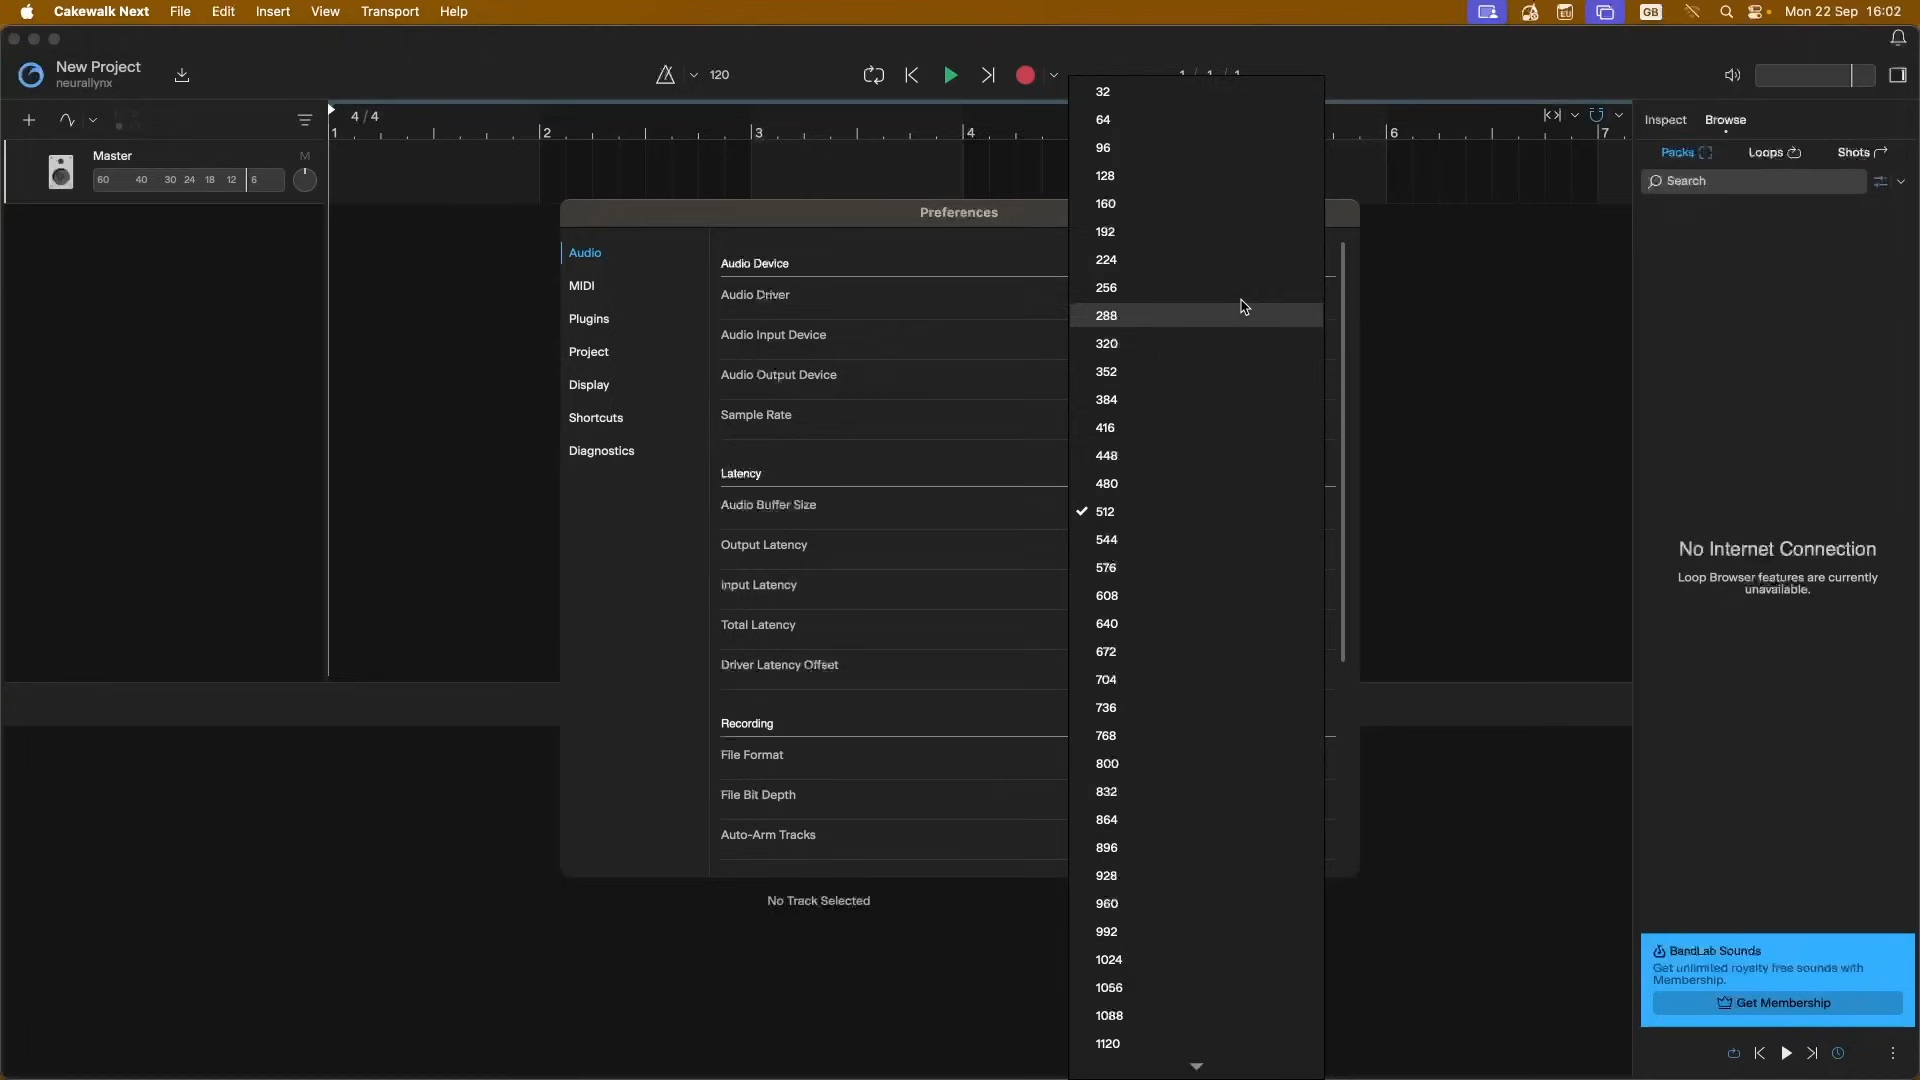 Cakewalk Next File Edit Insert View Transport Help
GB
Mon 22 Sep 16:02
New Project
neurallynx
120
4 / 4
1 2 3 4 6 7
Master M
60 40 30 24 18 12 6
Inspect Browse
Packs Loops Shots
Search
Preferences
Audio
MIDI
Plugins
Project
Display
Shortcuts
Diagnostics
Audio Device
Audio Driver
Audio Input Device
Audio Output Device
Sample Rate
Latency
Audio Buffer Size
Output Latency
Input Latency
Total Latency
Driver Latency Offset
Recording
File Format
File Bit Depth
Auto-Arm Tracks
32
64
96
128
160
192
224
256
288
320
352
384
416
448
480
512
544
576
608
640
672
704
736
768
800
832
864
896
928
960
992
1024
1056
1088
1120
No Track Selected
No Internet Connection
Loop Browser features are currently
unavailable.
BandLab Sounds
Get unlimited royalty free sounds with
Membership.
Get Membership